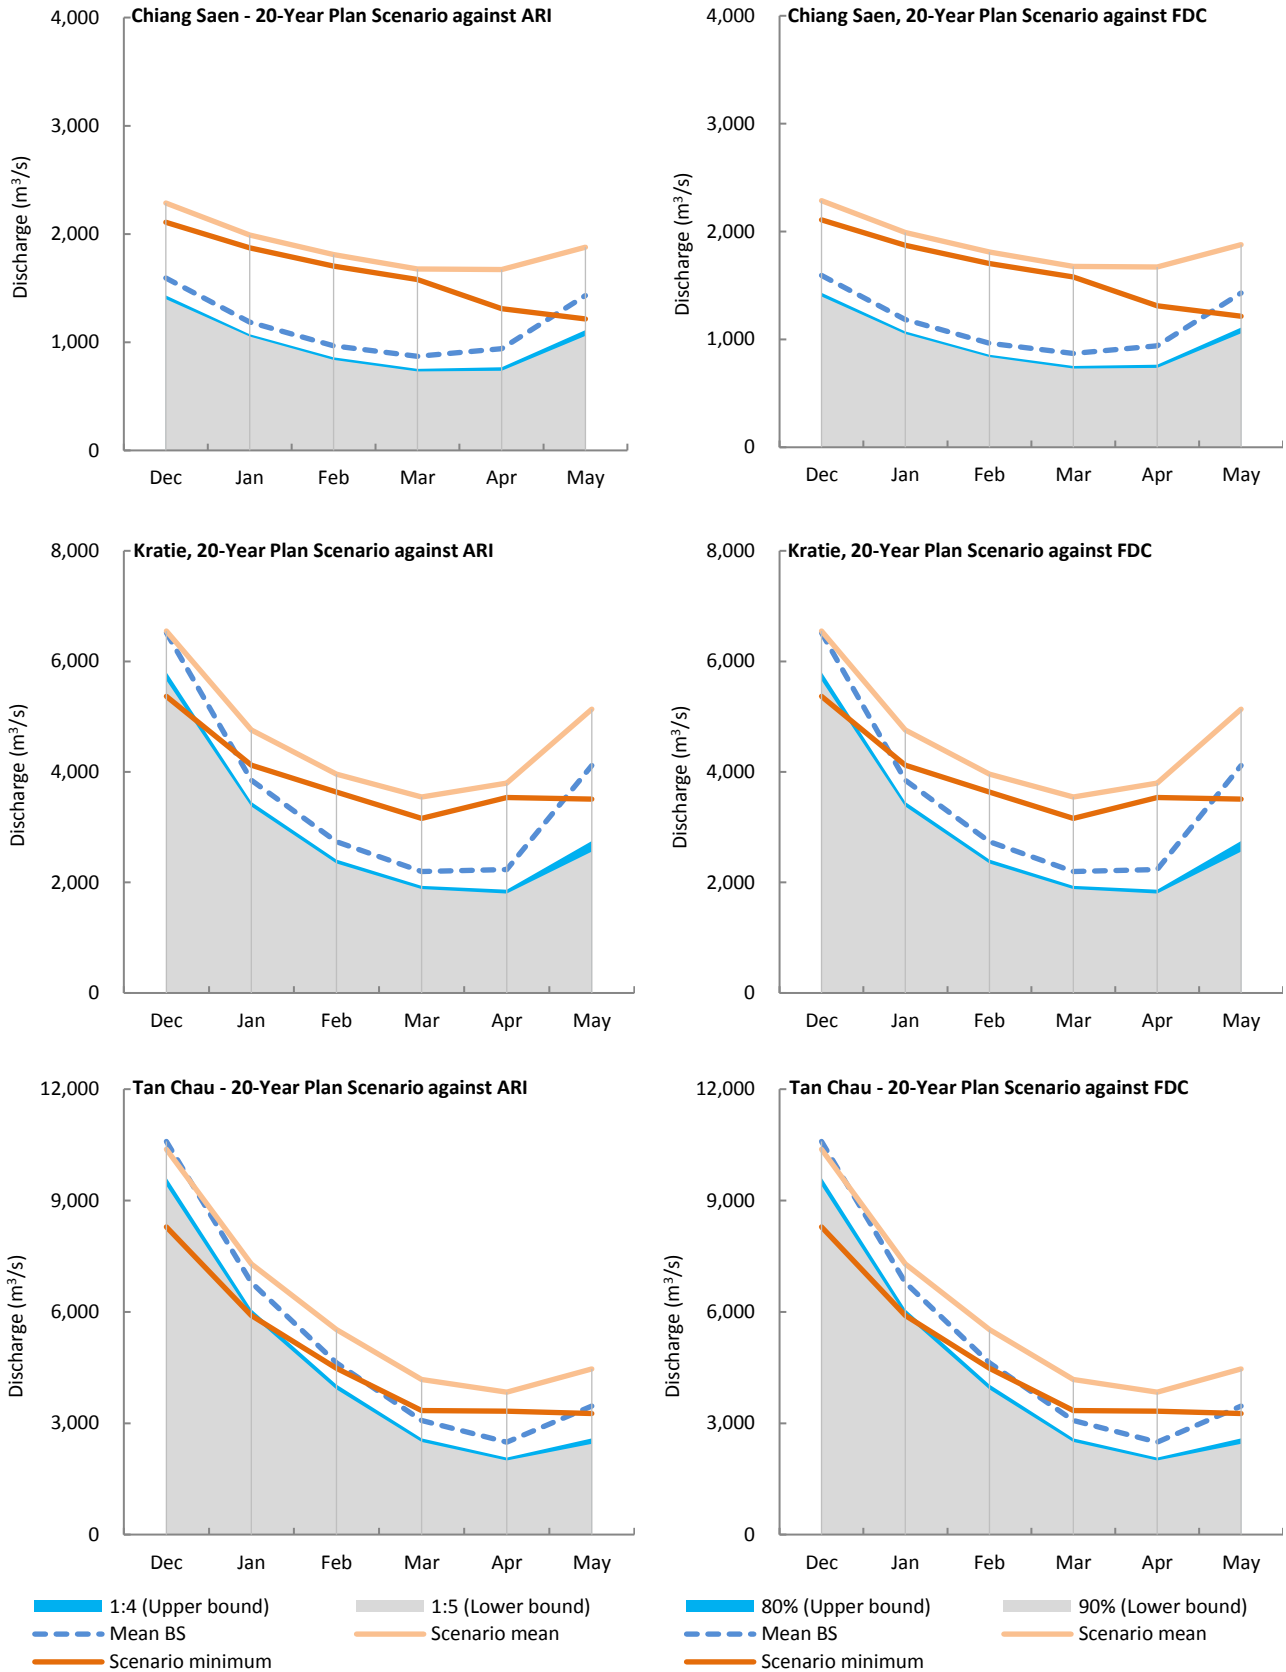 Chiang Saen - 20-Year Plan Scenario against ARI
4,000
3,000
2,000
1,000
0
Discharge (m³/s)
Dec Jan Feb Mar Apr May
Chiang Saen, 20-Year Plan Scenario against FDC
4,000
3,000
2,000
1,000
0
Discharge (m³/s)
Dec Jan Feb Mar Apr May
Kratie, 20-Year Plan Scenario against ARI
8,000
6,000
4,000
2,000
0
Discharge (m³/s)
Dec Jan Feb Mar Apr May
Kratie, 20-Year Plan Scenario against FDC
8,000
6,000
4,000
2,000
0
Discharge (m³/s)
Dec Jan Feb Mar Apr May
Tan Chau - 20-Year Plan Scenario against ARI
12,000
9,000
6,000
3,000
0
Discharge (m³/s)
Dec Jan Feb Mar Apr May
Tan Chau - 20-Year Plan Scenario against FDC
12,000
9,000
6,000
3,000
0
Discharge (m³/s)
Dec Jan Feb Mar Apr May
1:4 (Upper bound) 1:5 (Lower bound)
Mean BS Scenario mean
Scenario minimum
80% (Upper bound) 90% (Lower bound)
Mean BS Scenario mean
Scenario minimum